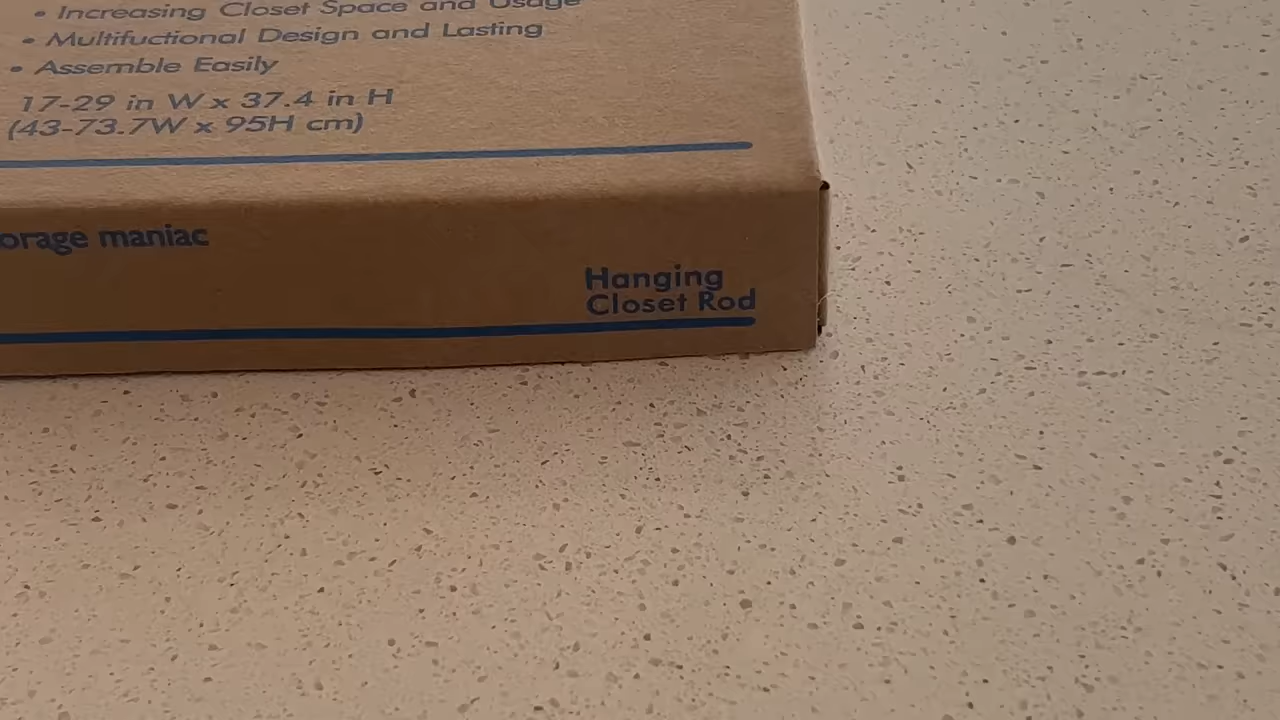 • Increasing Closet Space and Usage
• Multifuctional Design and Lasting
• Assemble Easily
17-29 in W x 37.4 in H
(43-73.7W x 95H cm)
orage maniac
Hanging
Closet Rod